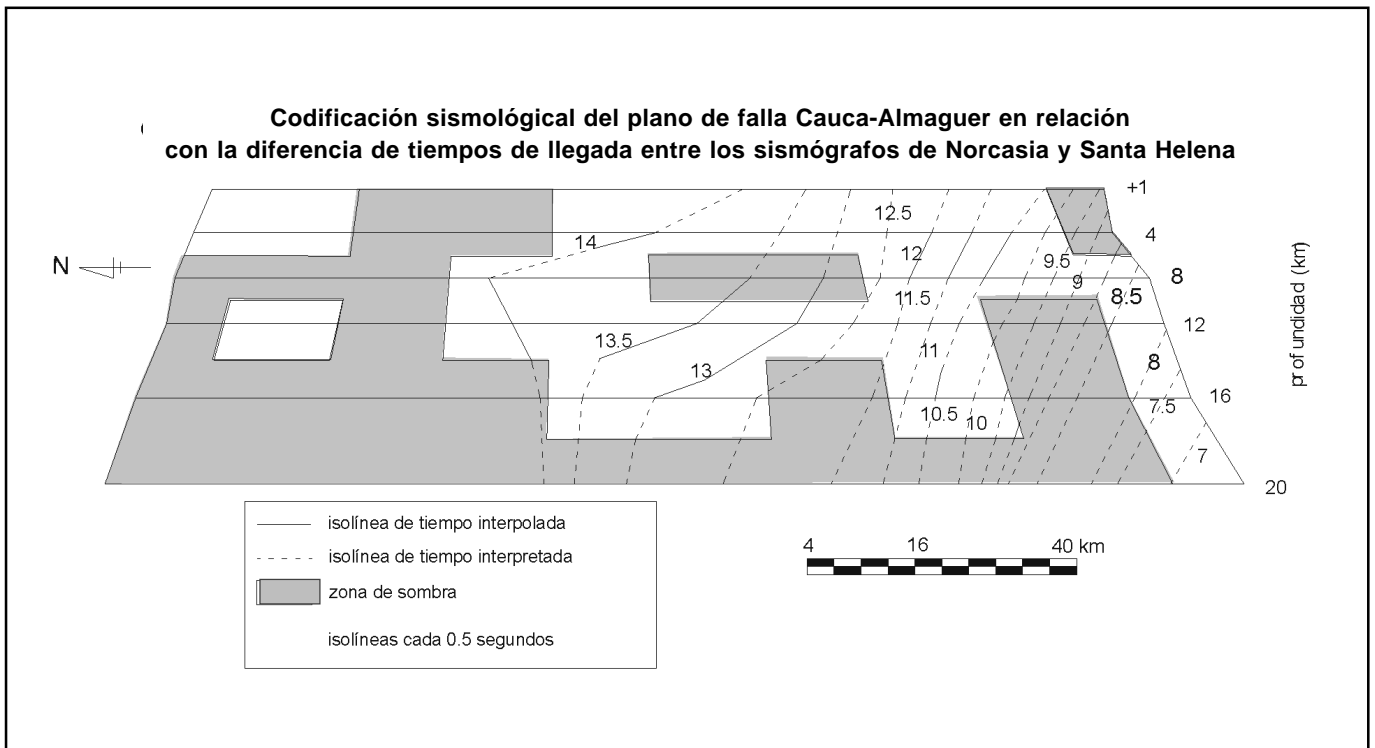 Codificación sismológical del plano de falla Cauca-Almaguer en relación
con la diferencia de tiempos de llegada entre los sismógrafos de Norcasia y Santa Helena
+1
12.5
4
14
12
N
9.5
8
9
11.5
8.5
12
13.5
11
8
13
16
7.5
10.5
10
7
20
profundidad (km)
isolínea de tiempo interpolada
isolínea de tiempo interpretada
zona de sombra
isolíneas cada 0.5 segundos
4 16 40 km